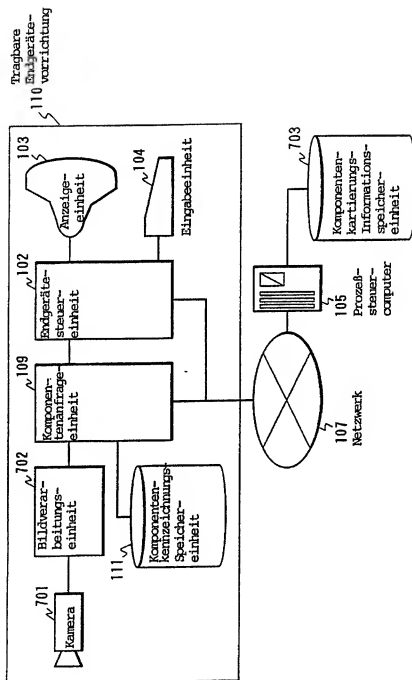 Tragbare
Endgeräte-
vorrichtung
110
103
Anzeige-
einheit
104
Eingabeeinheit
102
Endgeräte-
steuer-
einheit
109
Komponen-
tenanfrage-
einheit
702
Bildverar-
beitungs-
einheit
701
Kamera
111
Komponenten-
kennzeichnungs-
Speicher-
einheit
703
Komponenten-
kartierungs-
Informations-
speicher-
einheit
105
Prozeß-
steuer-
computer
107
Netzwerk